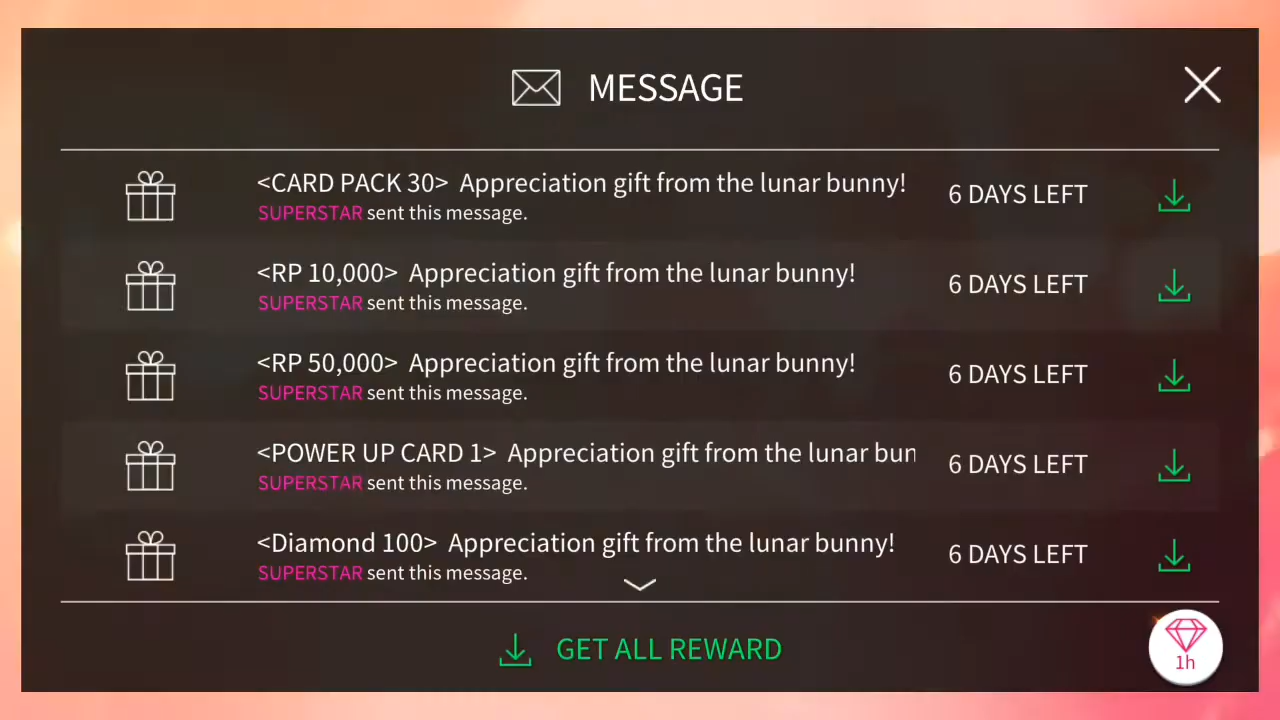 MESSAGE
<CARD PACK 30> Appreciation gift from the lunar bunny!
SUPERSTAR sent this message.
6 DAYS LEFT
<RP 10,000> Appreciation gift from the lunar bunny!
SUPERSTAR sent this message.
6 DAYS LEFT
<RP 50,000> Appreciation gift from the lunar bunny!
SUPERSTAR sent this message.
6 DAYS LEFT
<POWER UP CARD 1> Appreciation gift from the lunar bun
SUPERSTAR sent this message.
6 DAYS LEFT
<Diamond 100> Appreciation gift from the lunar bunny!
SUPERSTAR sent this message.
6 DAYS LEFT
GET ALL REWARD
1h